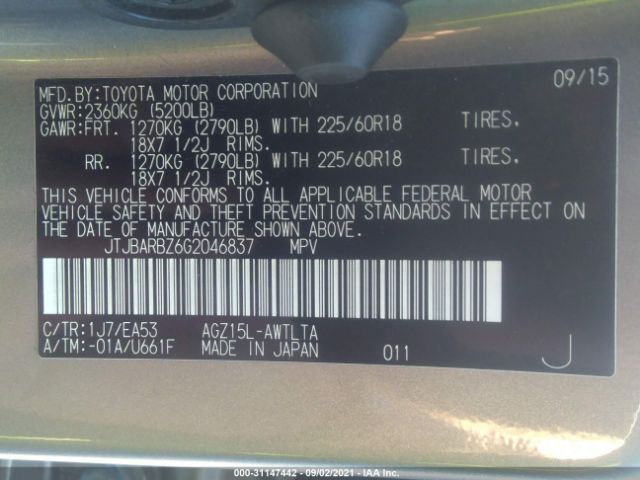 MFD.BY:TOYOTA MOTOR CORPORATION 09/15
GVWR:2360KG (5200LB)
GAWR:FRT. 1270KG (2790LB) WITH 225/60R18 TIRES.
18X7 1/2J RIMS.
RR. 1270KG (2790LB) WITH 225/60R18 TIRES.
18X7 1/2J RIMS.
THIS VEHICLE CONFORMS TO ALL APPLICABLE FEDERAL MOTOR
VEHICLE SAFETY AND THEFT PREVENTION STANDARDS IN EFFECT ON
THE DATE OF MANUFACTURE SHOWN ABOVE.
JTJBARBZ6G2046837 MPV
C/TR:1J7/EA53 AGZ15L-AWTLTA
A/TM:-01A/U661F MADE IN JAPAN 011 J
000-31147442 - 09/02/2021 - IAA Inc.